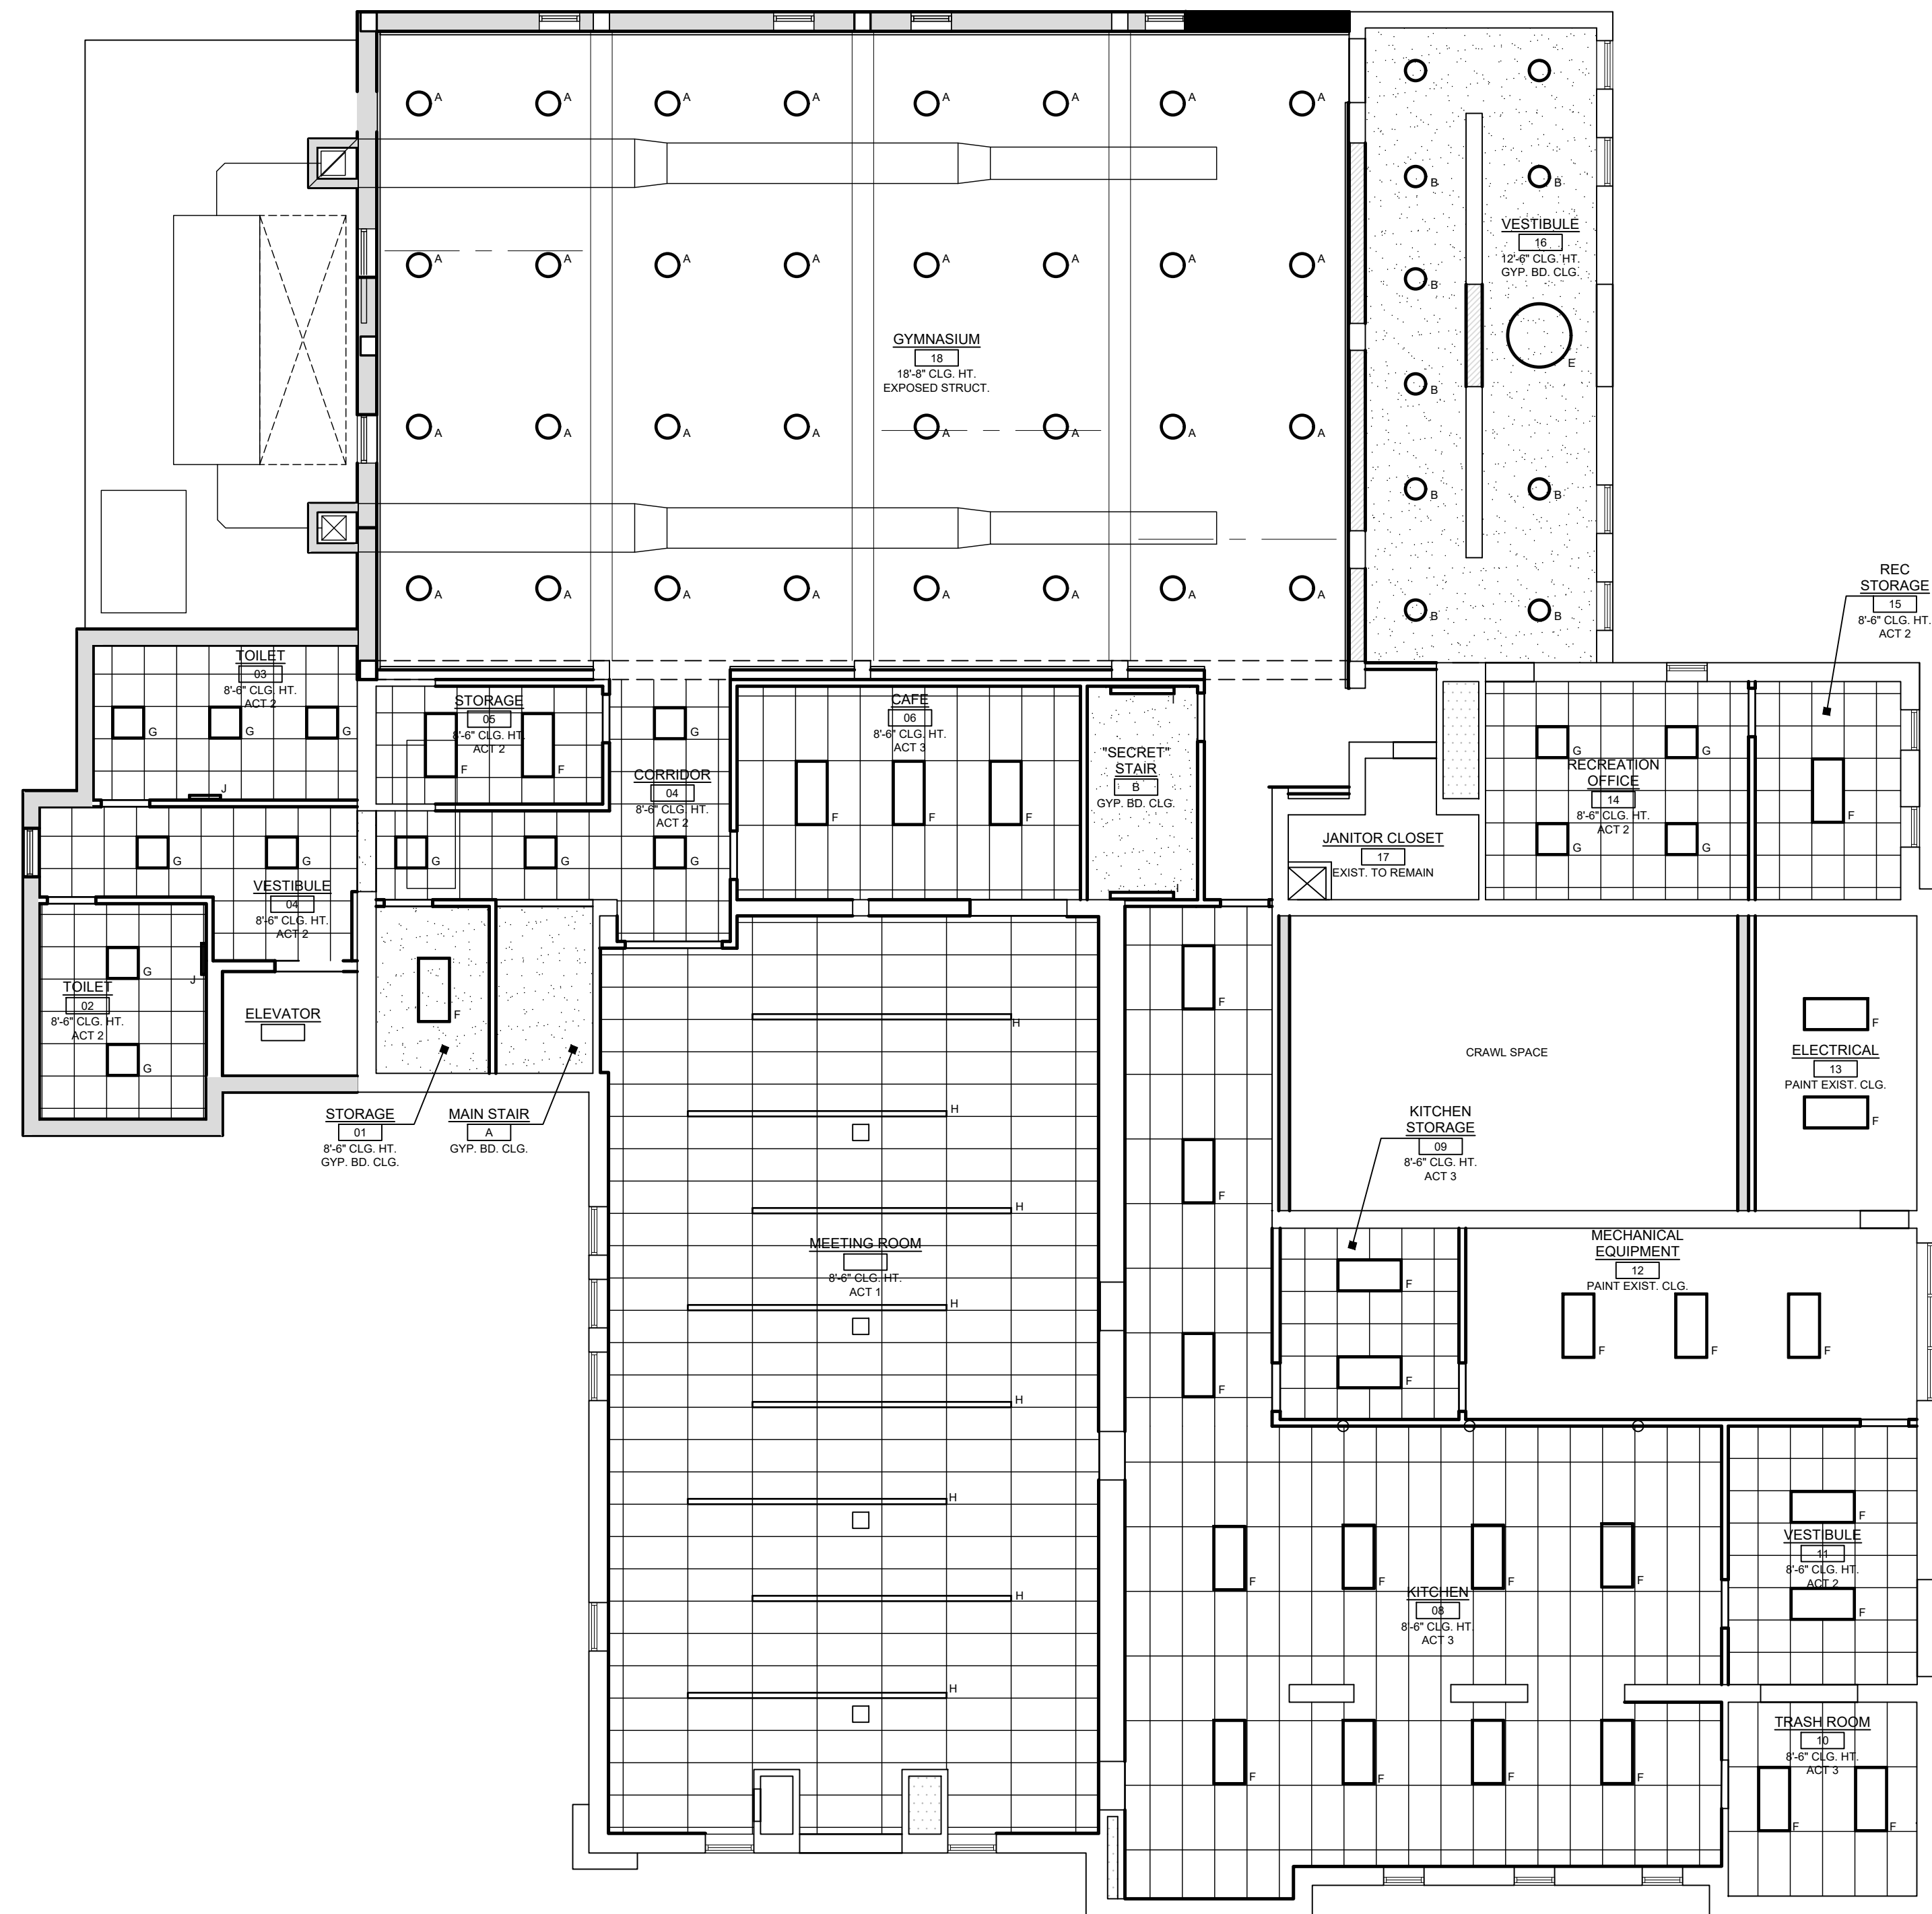 A A A A A A A A
A A A A A A A A
A A A A A A A A
A A A A A A A A
GYMNASIUM
18
18'-8" CLG. HT.
EXPOSED STRUCT.
B B
B
B
B B
B B
VESTIBULE
16
12'-6" CLG. HT.
GYP. BD. CLG.
E
REC
STORAGE
15
8'-6" CLG. HT.
ACT 2
F
TOILET
03
8'-6" CLG. HT.
ACT 2
G G G
J
STORAGE
05
8'-6" CLG. HT.
ACT 2
F F
CORRIDOR
04
8'-6" CLG. HT.
ACT 2
G
G G G
CAFE
06
8'-6" CLG. HT.
ACT 3
F F F
"SECRET"
STAIR
B
GYP. BD. CLG.
I
I
JANITOR CLOSET
17
EXIST. TO REMAIN
RECREATION
OFFICE
14
8'-6" CLG. HT.
ACT 2
G G
G G
G G
VESTIBULE
04
8'-6" CLG. HT.
ACT 2
TOILET
02
8'-6" CLG. HT.
ACT 2
G
G
J
ELEVATOR
F
STORAGE
01
8'-6" CLG. HT.
GYP. BD. CLG.
MAIN STAIR
A
GYP. BD. CLG.
MEETING ROOM
8'-6" CLG. HT.
ACT 1
H
H
H
H
H
H
H
H
F
F
F
CRAWL SPACE
ELECTRICAL
13
PAINT EXIST. CLG.
F
F
KITCHEN
STORAGE
09
8'-6" CLG. HT.
ACT 3
F
F
MECHANICAL
EQUIPMENT
12
PAINT EXIST. CLG.
F F F
KITCHEN
08
8'-6" CLG. HT.
ACT 3
F F F F
F F F F
VESTIBULE
11
8'-6" CLG. HT.
ACT 2
F
F
TRASH ROOM
10
8'-6" CLG. HT.
ACT 3
F F